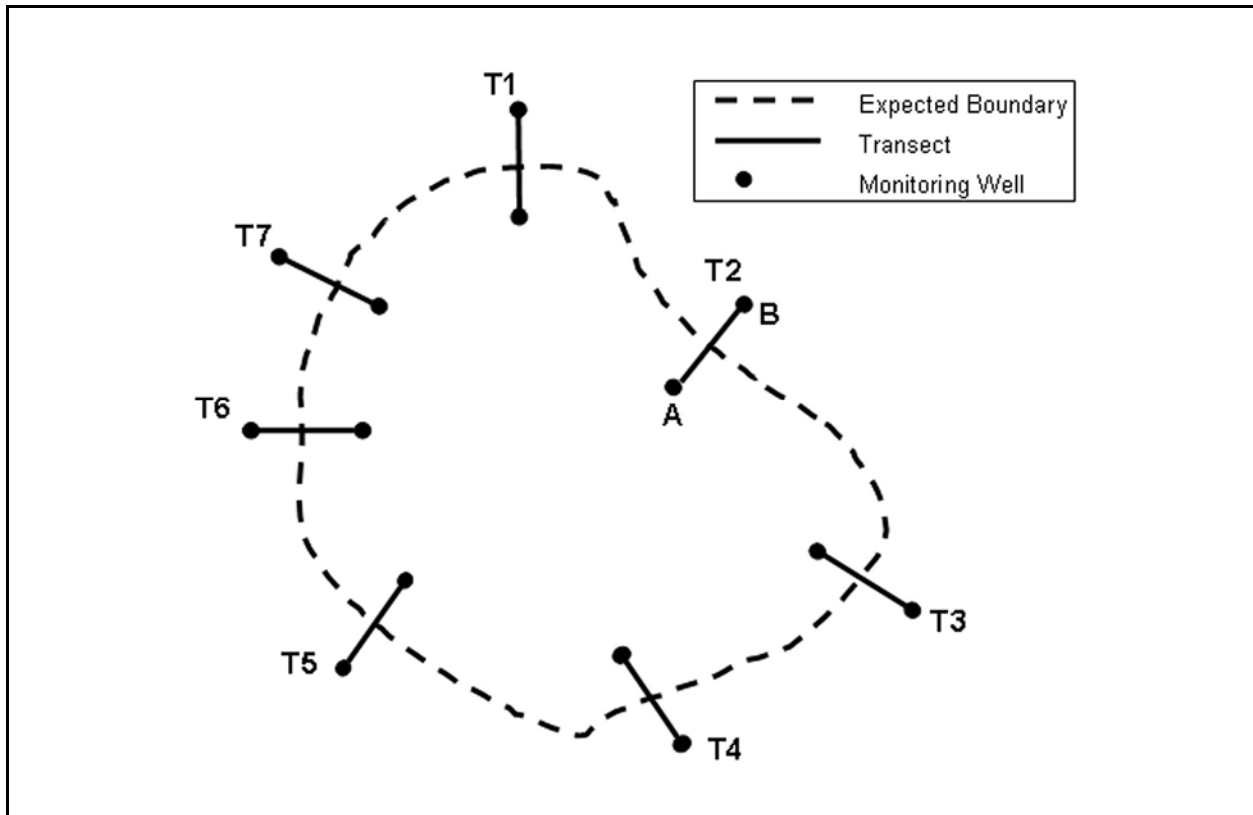 T1
Expected Boundary
Transect
Monitoring Well
T7
T2
B
T6
A
T3
T5
T4